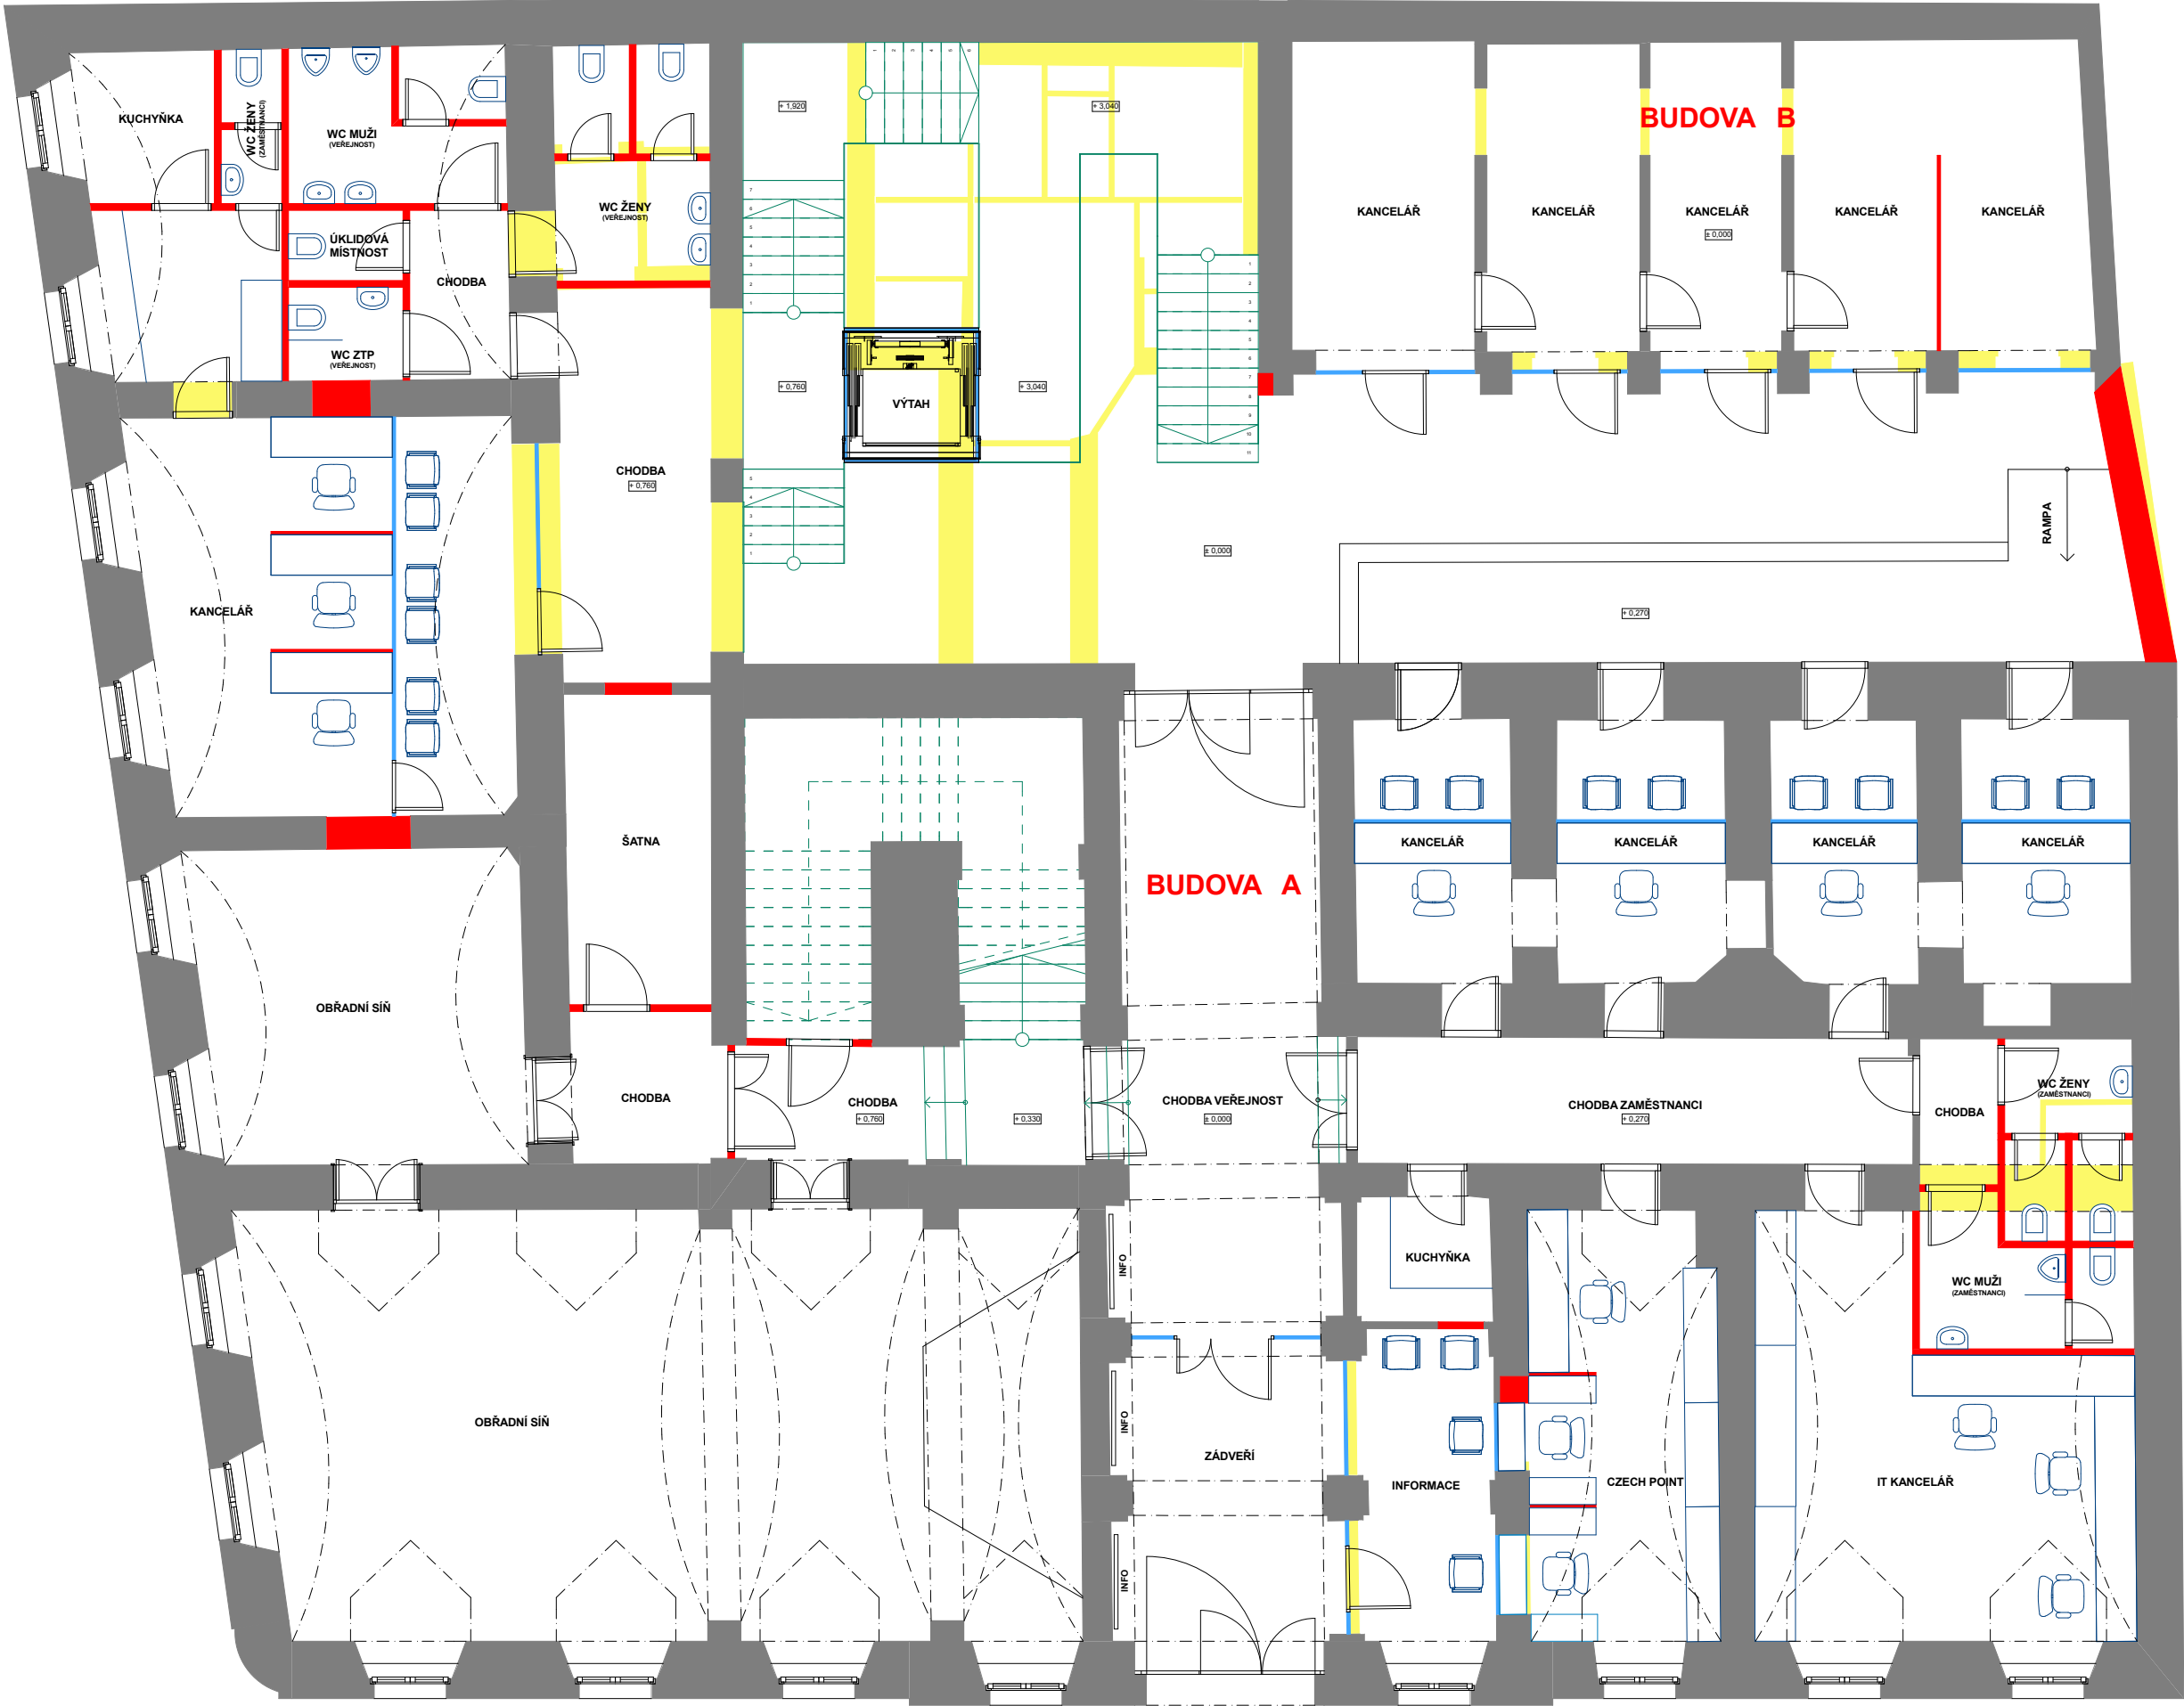 + 1,920
+ 3,040
BUDOVA B
KUCHYŇKA
WC ŽENY
(ZAMĚSTNANCI)
WC MUŽI
(VEŘEJNOST)
WC ŽENY
(VEŘEJNOST)
KANCELÁŘ
KANCELÁŘ
KANCELÁŘ
± 0,000
KANCELÁŘ
KANCELÁŘ
ÚKLIDOVÁ
MÍSTNOST
CHODBA
WC ZTP
(VEŘEJNOST)
+ 0,760
+ 3,040
VÝTAH
CHODBA
+ 0,760
RAMPA
± 0,000
KANCELÁŘ
+ 0,270
ŠATNA
KANCELÁŘ
KANCELÁŘ
KANCELÁŘ
KANCELÁŘ
BUDOVA A
OBŘADNÍ SÍŇ
CHODBA
CHODBA
+ 0,760
+ 0,330
CHODBA VEŘEJNOST
± 0,000
CHODBA ZAMĚSTNANCI
+ 0,270
CHODBA
WC ŽENY
(ZAMĚSTNANCI)
INFO
KUCHYŇKA
WC MUŽI
(ZAMĚSTNANCI)
OBŘADNÍ SÍŇ
INFO
ZÁDVEŘÍ
INFORMACE
CZECH POINT
IT KANCELÁŘ
INFO